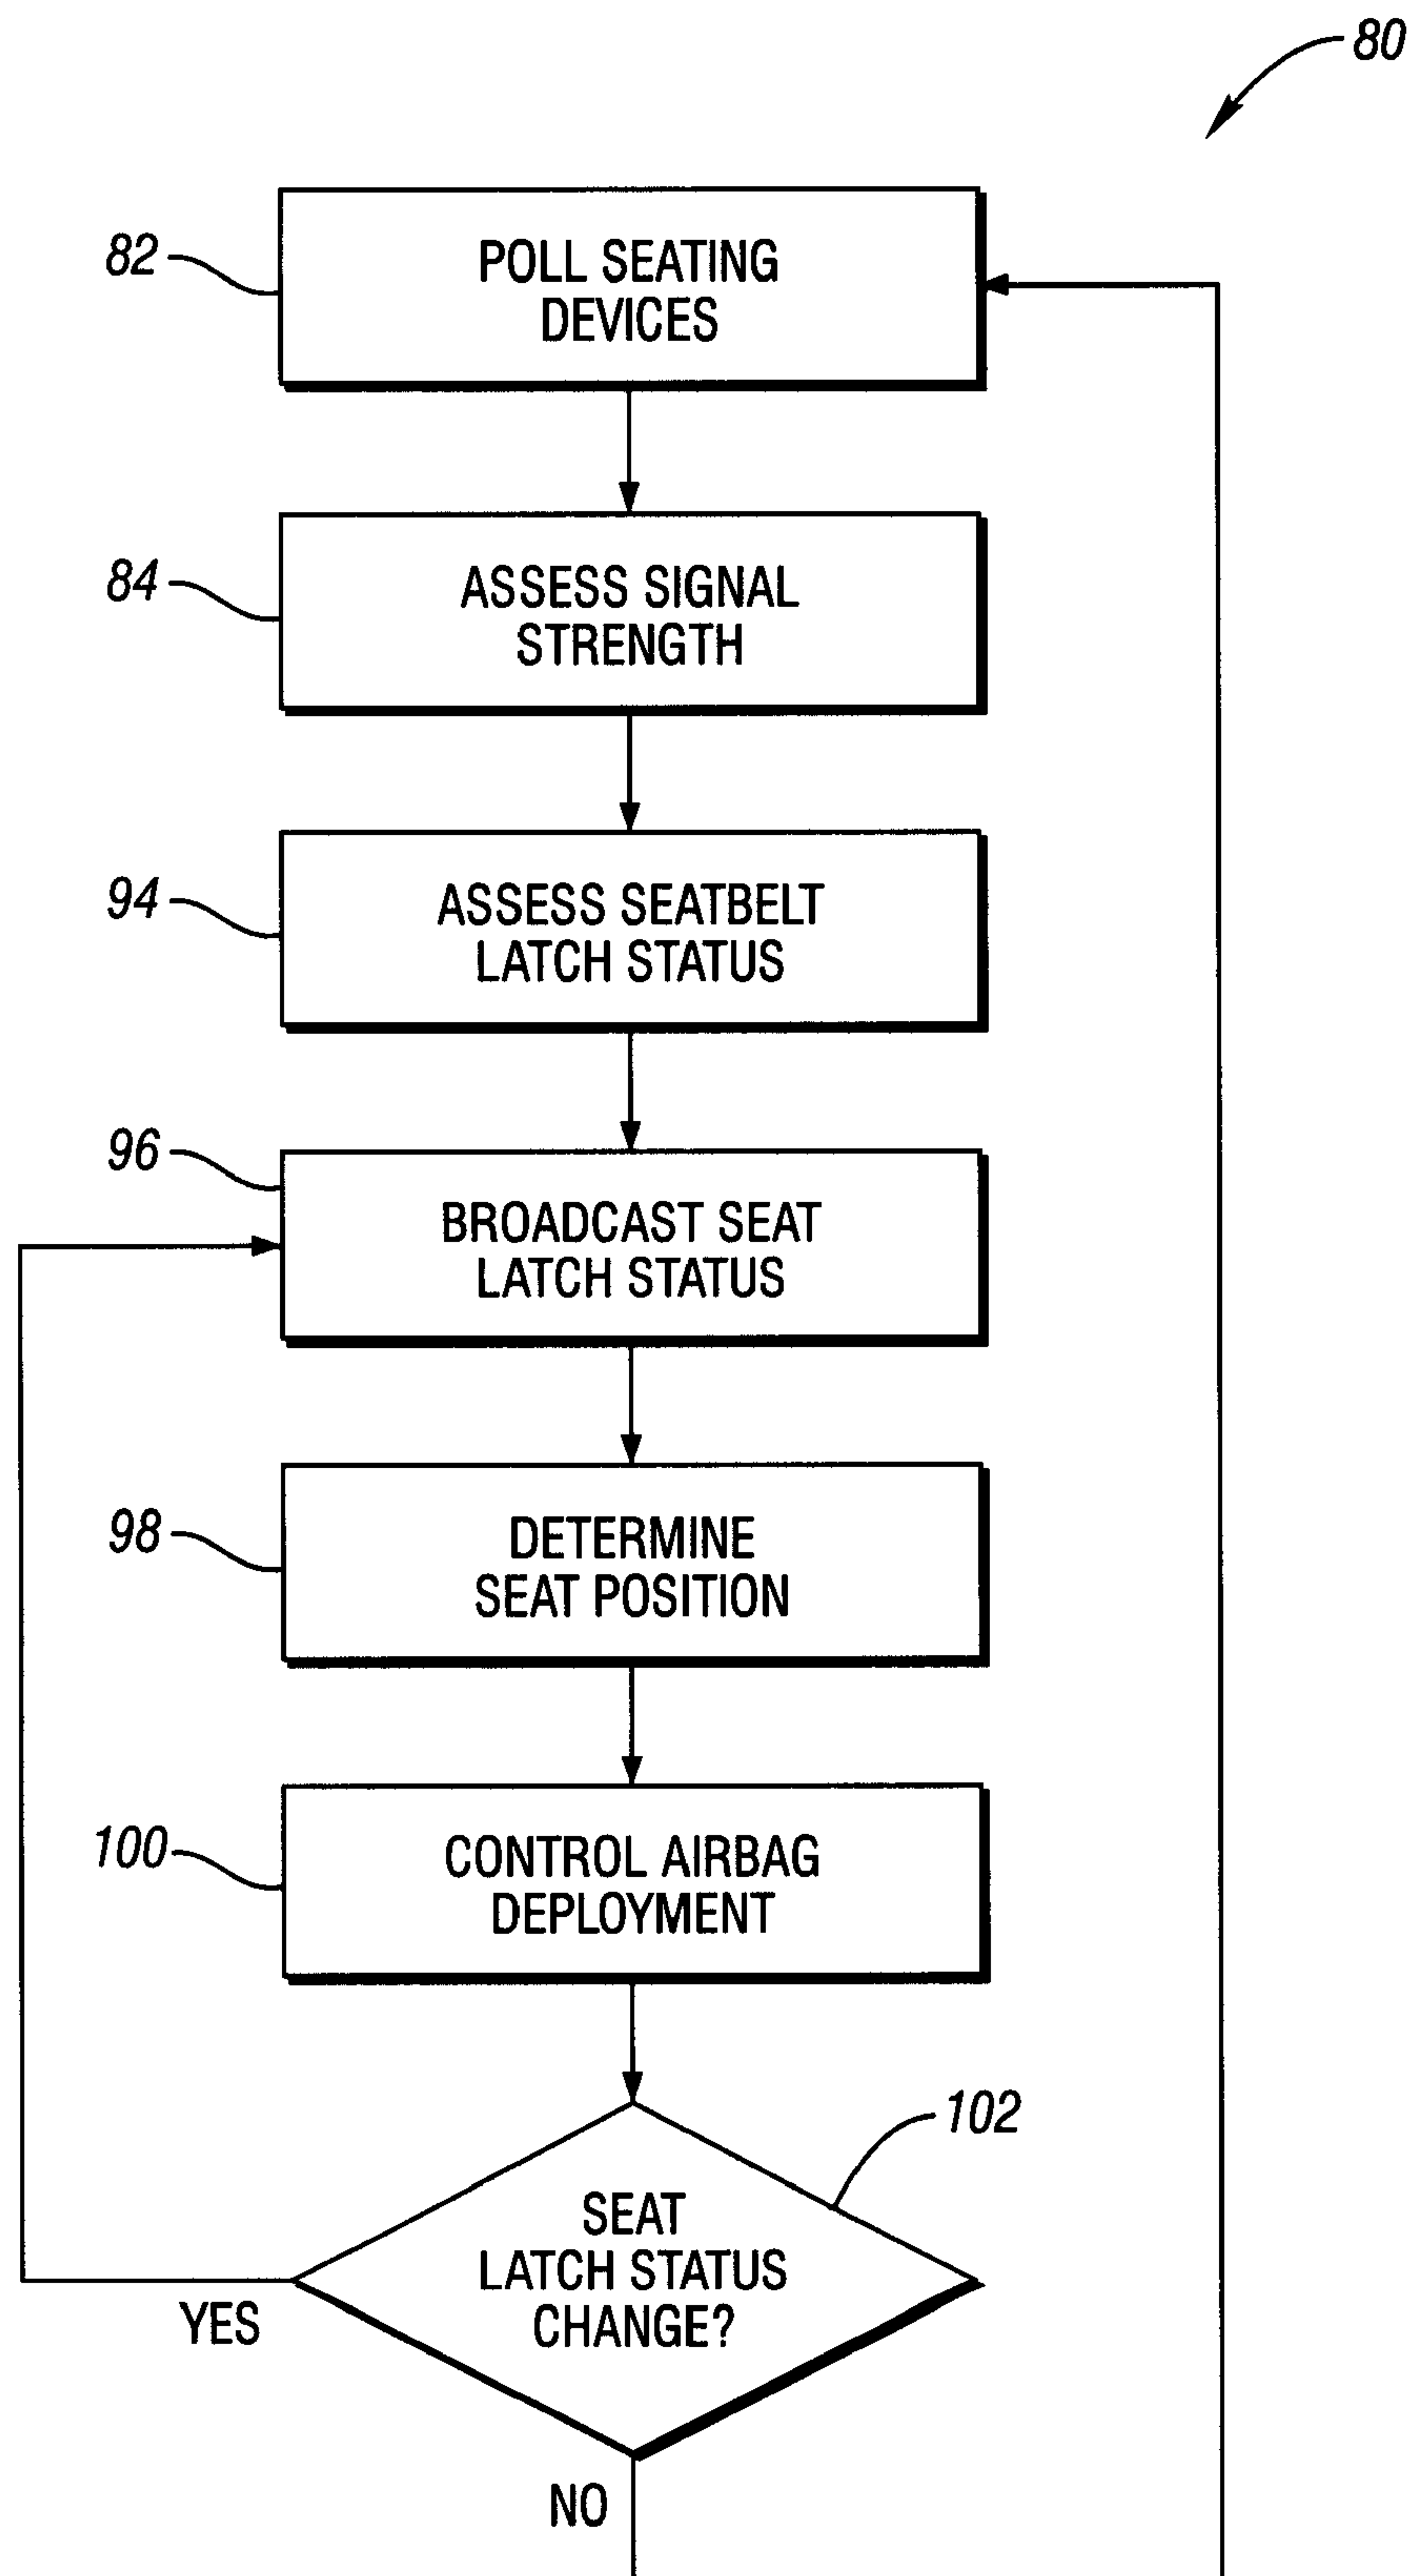 80
82
POLL SEATING
DEVICES
84
ASSESS SIGNAL
STRENGTH
94
ASSESS SEATBELT
LATCH STATUS
96
BROADCAST SEAT
LATCH STATUS
98
DETERMINE
SEAT POSITION
100
CONTROL AIRBAG
DEPLOYMENT
102
SEAT
LATCH STATUS
CHANGE?
YES
NO